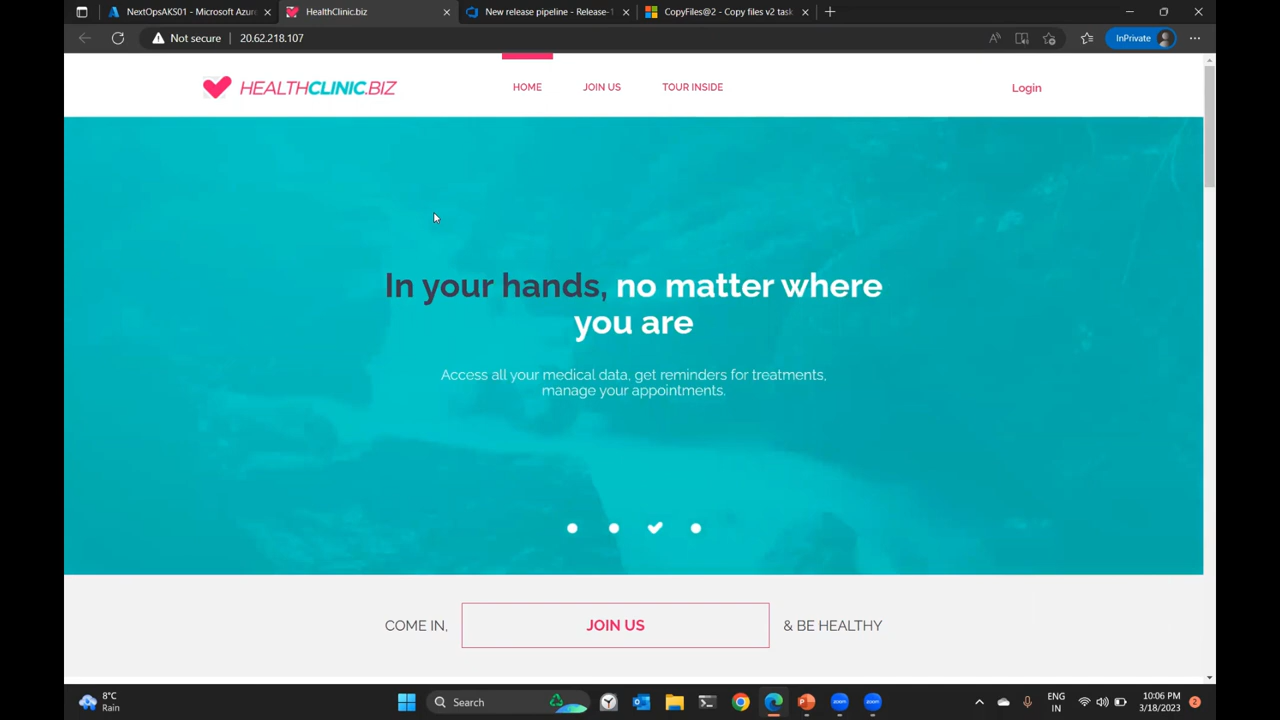 NextOpsAKS01 - Microsoft Azure
HealthClinic.biz
New release pipeline - Release-1
CopyFiles@2 - Copy files v2 task
Not secure
20.62.218.107
InPrivate
HEALTHCLINIC.BIZ
HOME
JOIN US
TOUR INSIDE
Login
In your hands, no matter where
you are
Access all your medical data, get reminders for treatments,
manage your appointments.
COME IN,
JOIN US
& BE HEALTHY
8°C
Rain
Search
zoom
zoom
ENG
IN
10:06 PM
3/18/2023
2